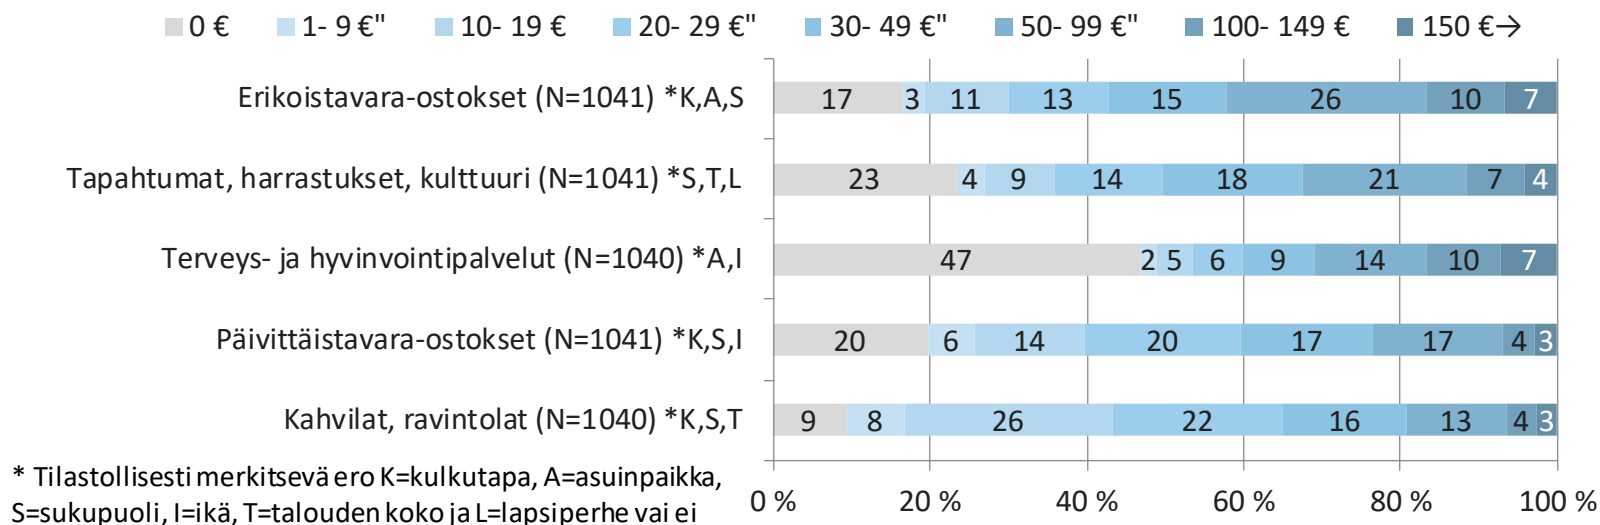 0 € 1- 9 €" 10- 19 € 20- 29 €" 30- 49 €" 50- 99 €" 100- 149 € 150 €→
Erikoistavara-ostokset (N=1041) *K,A,S 17 3 11 13 15 26 10 7
Tapahtumat, harrastukset, kulttuuri (N=1041) *S,T,L 23 4 9 14 18 21 7 4
Terveys- ja hyvinvointipalvelut (N=1040) *A,I 47 2 5 6 9 14 10 7
Päivittäistavara-ostokset (N=1041) *K,S,I 20 6 14 20 17 17 4 3
Kahvilat, ravintolat (N=1040) *K,S,T 9 8 26 22 16 13 4 3
0 % 20 % 40 % 60 % 80 % 100 %
* Tilastollisesti merkitsevä ero K=kulkutapa, A=asuinpaikka,
S=sukupuoli, I=ikä, T=talouden koko ja L=lapsiperhe vai ei